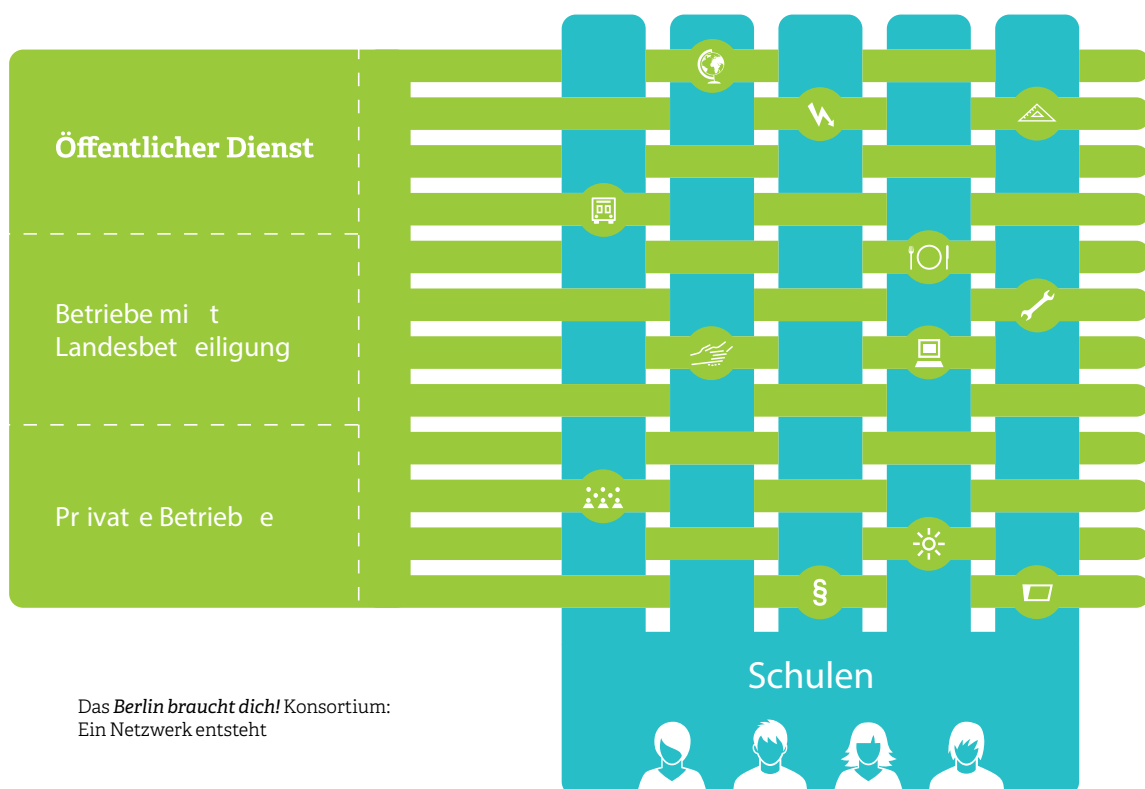 Öffentlicher Dienst
Betriebe mi t
Landesbet eiligung
Pr ivat e Betrieb e
§
Schulen
Das Berlin braucht dich! Konsortium:
Ein Netzwerk entsteht